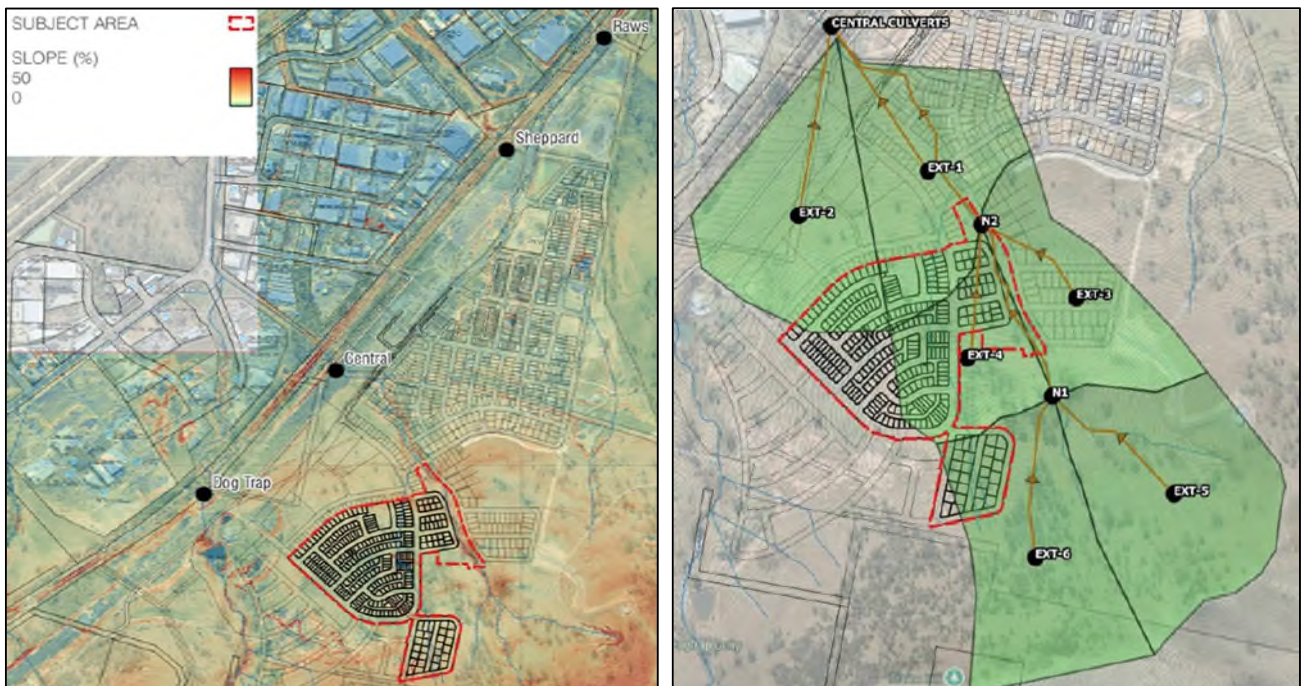 SUBJECT AREA
SLOPE (%)
50
0
Raws
Sheppard
Central
Dog Trap
CENTRAL CULVERTS
EXT-1
EXT-2
N2
EXT-3
EXT-4
N1
EXT-5
EXT-6